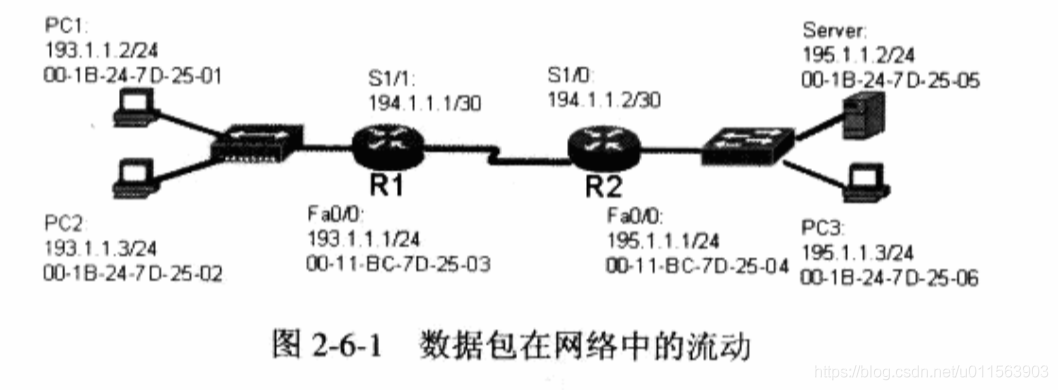 PC1:
193.1.1.2/24
00-1B-24-7D-25-01
S1/1:
194.1.1.1/30
S1/0:
194.1.1.2/30
Server:
195.1.1.2/24
00-1B-24-7D-25-05
R1
R2
PC2:
193.1.1.3/24
00-1B-24-7D-25-02
Fa0/0:
193.1.1.1/24
00-11-BC-7D-25-03
Fa0/0:
195.1.1.1/24
00-11-BC-7D-25-04
PC3:
195.1.1.3/24
00-1B-24-7D-25-06
图 2-6-1 数据包在网络中的流动
https://blog.csdn.net/u011563903